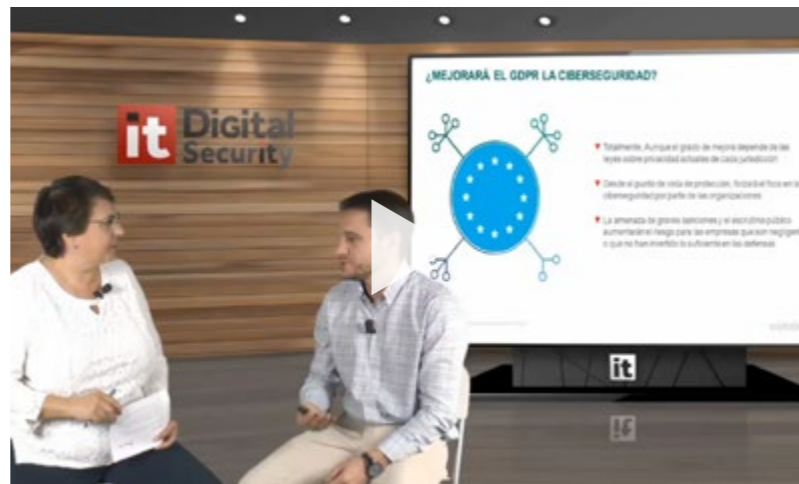 it Digital
Security
¿MEJORARÁ EL GDPR LA CIBERSEGURIDAD?
Totalmente, Aunque el grado de mejora depende de las
leyes sobre privacidad actuales de cada jurisdicción
Desde el punto de vista de protección, forzará el foco en la
ciberseguridad por parte de las organizaciones
La amenaza de graves sanciones y el escrutinio público
aumentarán el riesgo para las empresas que son negligen
o que no han invertido lo suficiente en las defensas
it